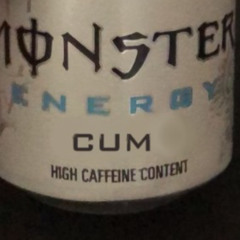 MONSTER
ENERGY
CUM
HIGH CAFFEINE CONTENT